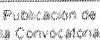 Publicación de
la Convocatoria